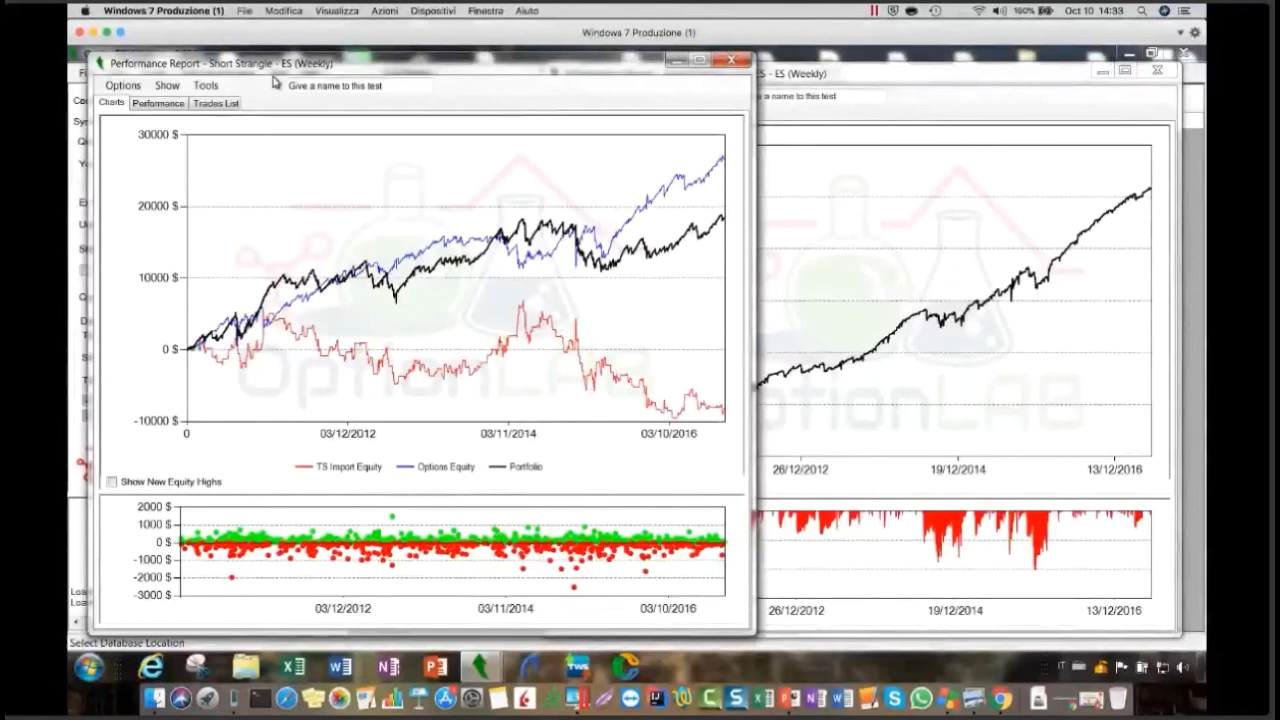 Windows 7 Produzione (1) File Modifica Visualizza Azioni Dispositivi Finestra Aiuto 100% Oct 10 14:33
Windows 7 Produzione (1)
Performance Report - Short Strangle - ES (Weekly)
ES - ES (Weekly)
Options Show Tools Give a name to this test
e a name to this test
Charts Performance Trades List
30000 $
20000 $
10000 $
0 $
-10000 $
0 03/12/2012 03/11/2014 03/10/2016
26/12/2012 19/12/2014 13/12/2016
TS Import Equity Options Equity Portfolio
Show New Equity Highs
2000 $
1000 $
0 $
-1000 $
-2000 $
-3000 $
03/12/2012 03/11/2014 03/10/2016
26/12/2012 19/12/2014 13/12/2016
OptionLAB
ptionLAB
Select Database Location
TWS
IT